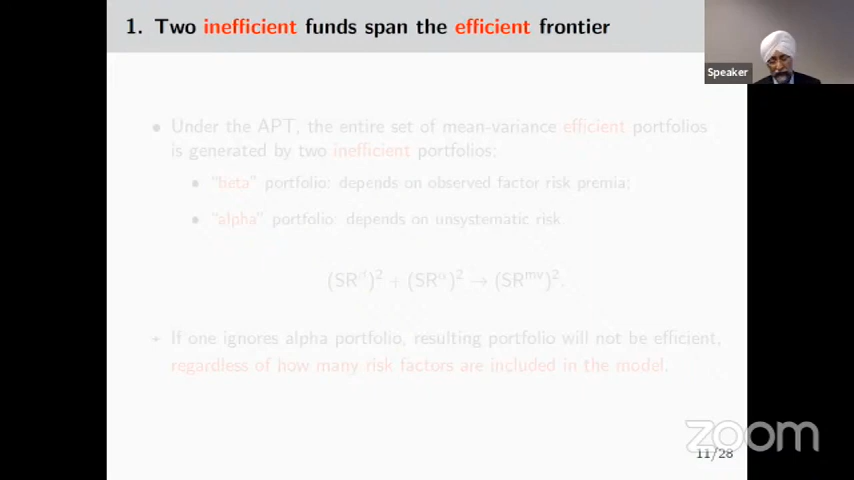 1. Two inefficient funds span the efficient frontier
Speaker
• Under the APT, the entire set of mean-variance efficient portfolios
is generated by two inefficient portfolios:
• "beta" portfolio: depends on observed factor risk premia;
• "alpha" portfolio: depends on unsystematic risk.
(SR^β)² + (SR^α)² → (SR^mv)².
+ If one ignores alpha portfolio, resulting portfolio will not be efficient,
regardless of how many risk factors are included in the model.
zoom
11/28